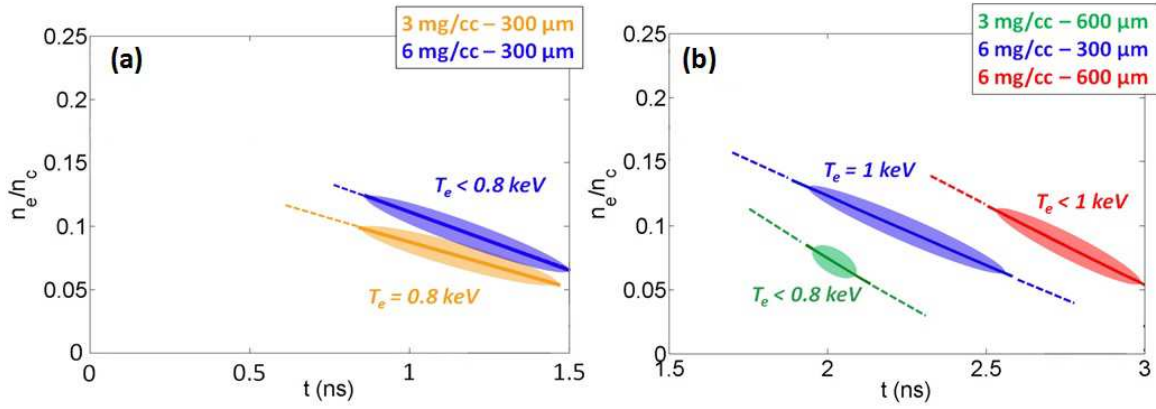 3 mg/cc – 300 µm
6 mg/cc – 300 µm
(a)
0.25
0.2
0.15
0.1
0.05
0
n_e/n_c
T_e < 0.8 keV
T_e = 0.8 keV
0
0.5
1
1.5
t (ns)
3 mg/cc – 600 µm
6 mg/cc – 300 µm
6 mg/cc – 600 µm
(b)
0.25
0.2
0.15
0.1
0.05
0
n_e/n_c
T_e = 1 keV
T_e < 1 keV
T_e < 0.8 keV
1.5
2
2.5
3
t (ns)